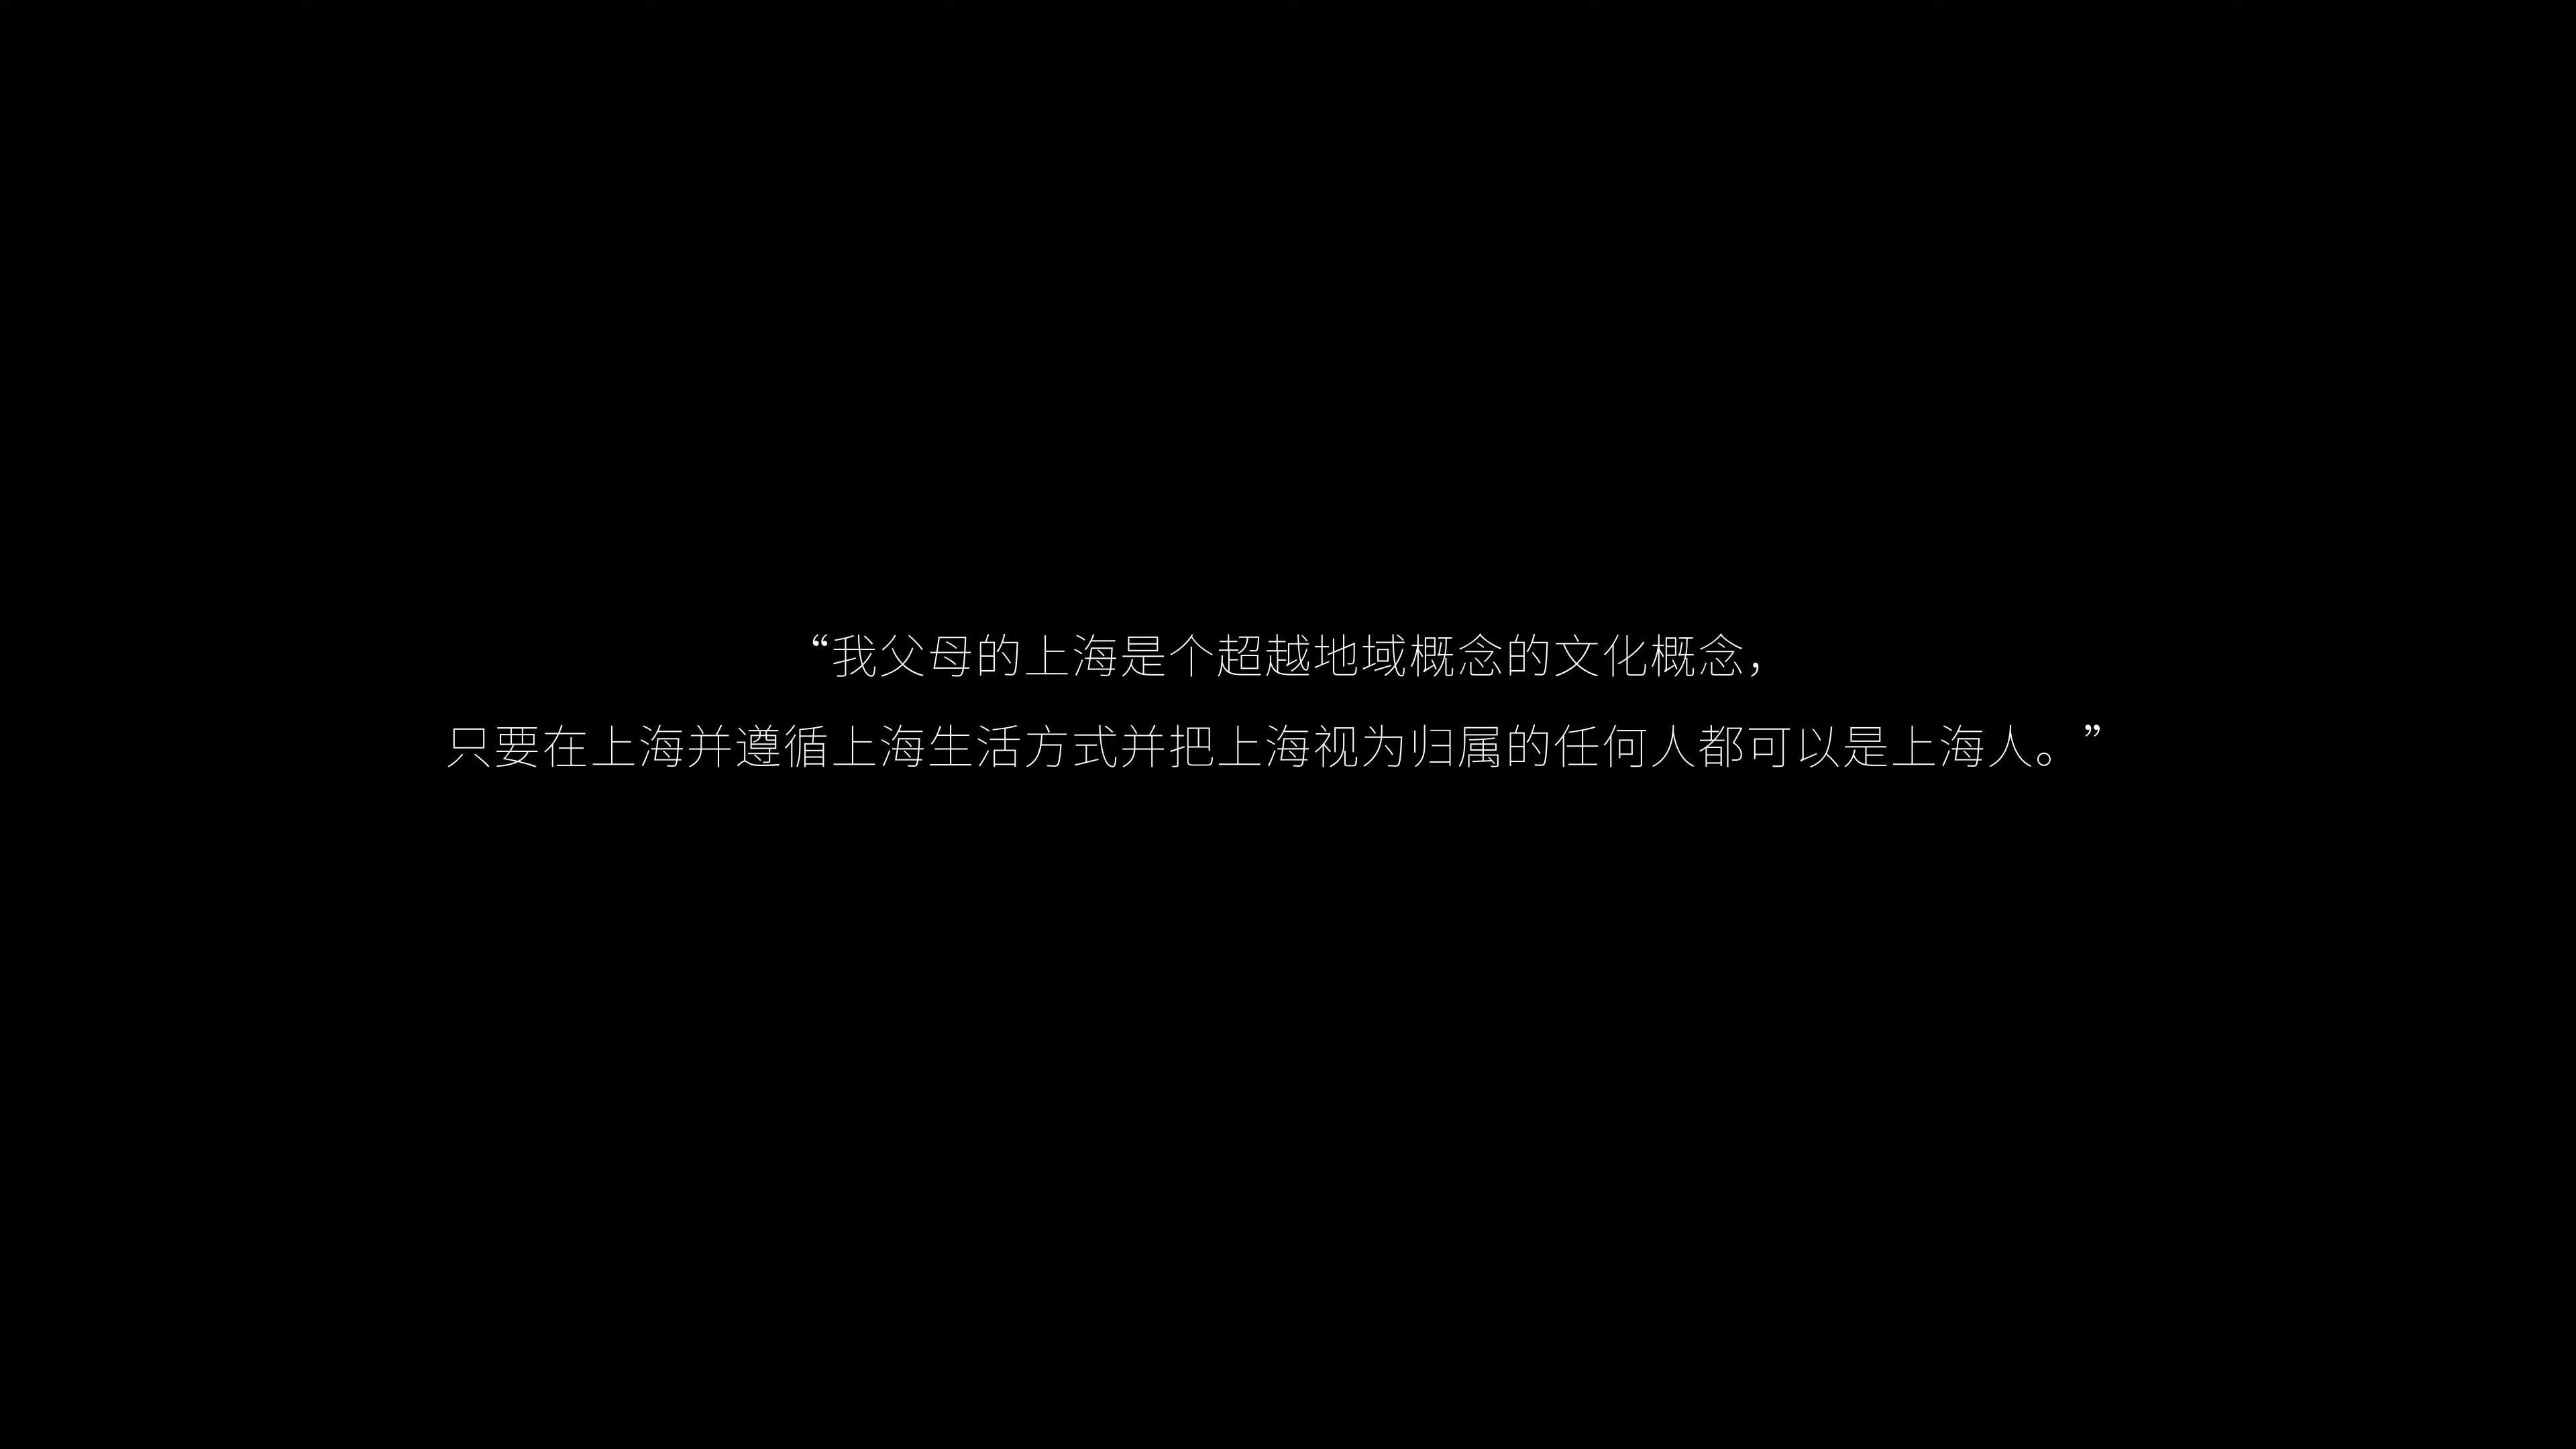 “我父母的上海是个超越地域概念的文化概念，
只要在上海并遵循上海生活方式并把上海视为归属的任何人都可以是上海人。”